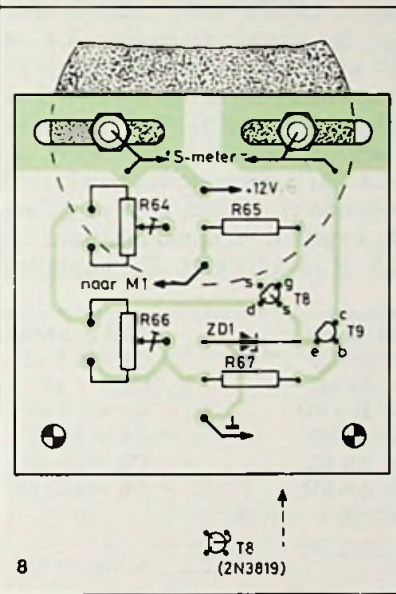 'S-meter-
+12V.
R64
R65
naar M1
s g
T8
d s
R66
ZD1
c
T9
e b
R67
T8
(2N3819)
8